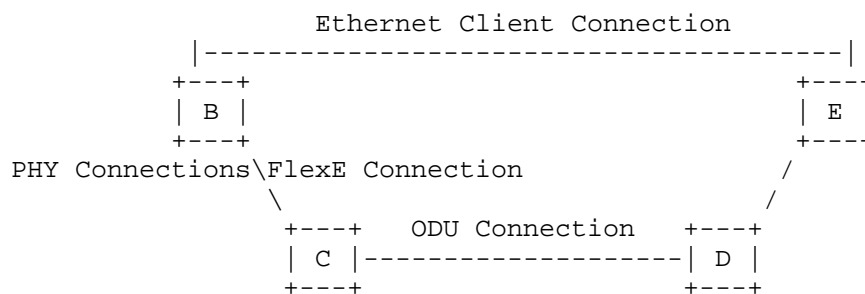 Ethernet Client Connection
B
E
PHY Connections\FlexE Connection
ODU Connection
C
D